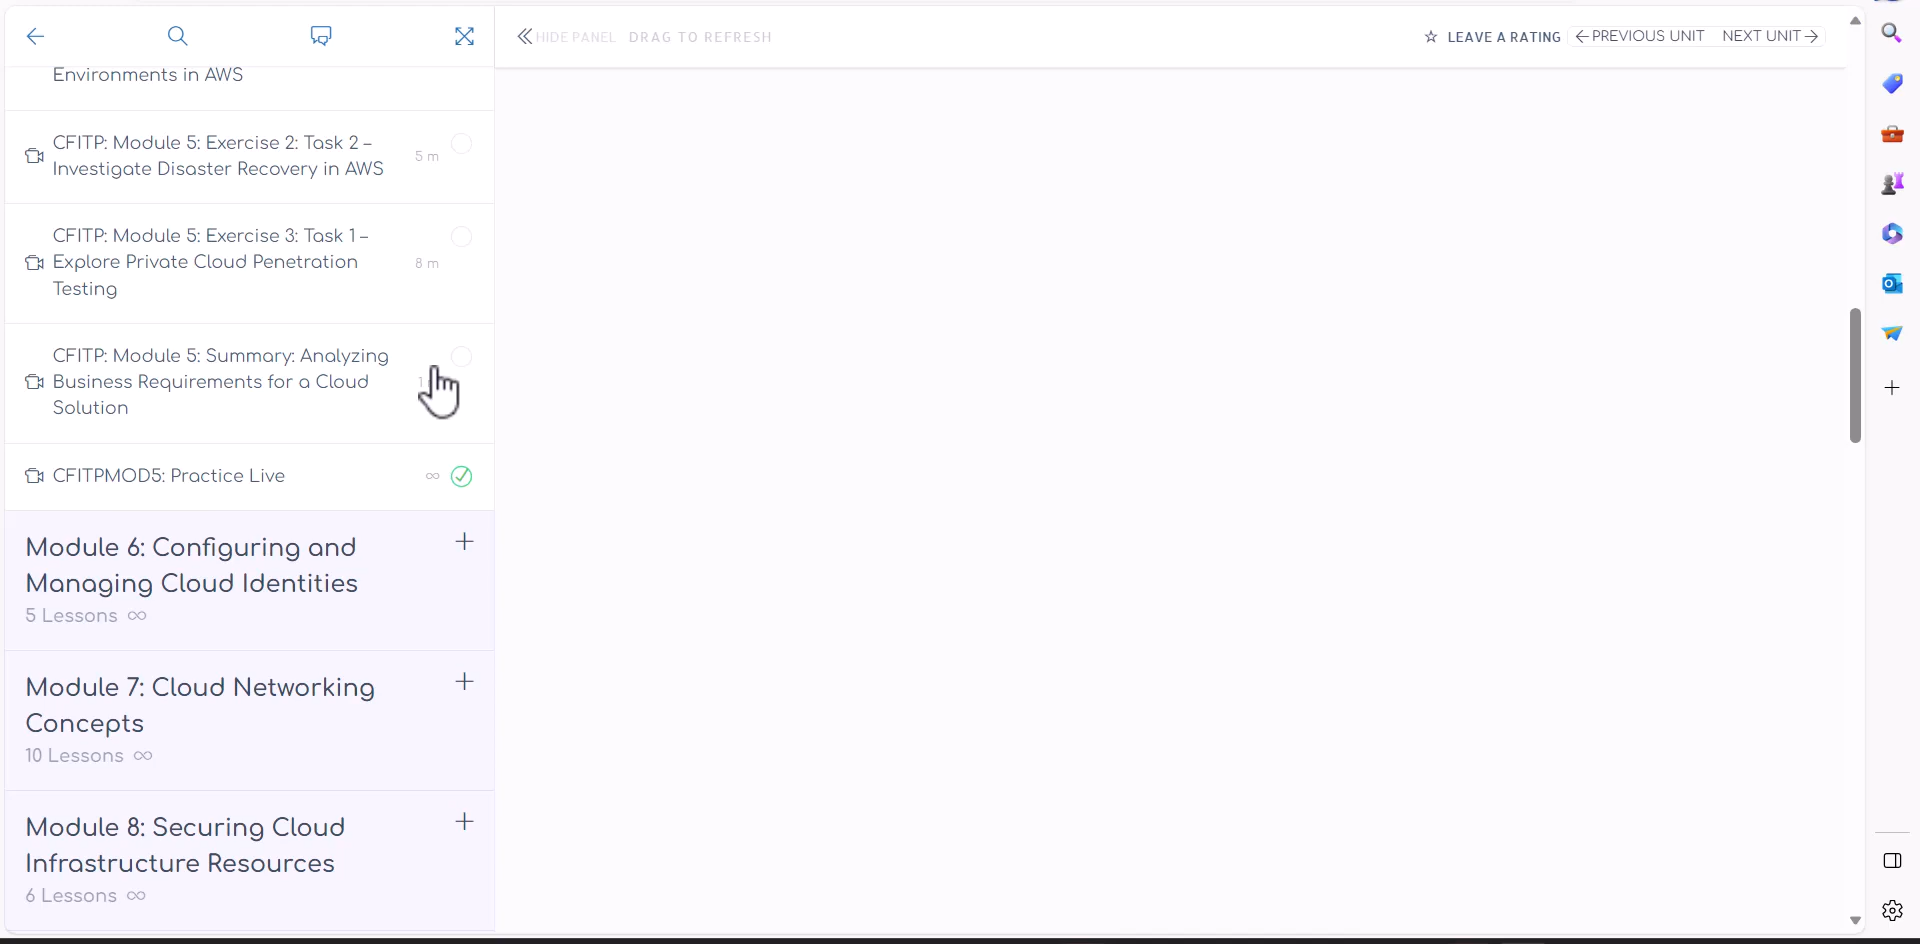 HIDE PANEL DRAG TO REFRESH
LEAVE A RATING
PREVIOUS UNIT
NEXT UNIT
Environments in AWS
CFITP: Module 5: Exercise 2: Task 2 –
Investigate Disaster Recovery in AWS
5 m
CFITP: Module 5: Exercise 3: Task 1 –
Explore Private Cloud Penetration
Testing
8 m
CFITP: Module 5: Summary: Analyzing
Business Requirements for a Cloud
Solution
CFITPMOD5: Practice Live
∞
Module 6: Configuring and
Managing Cloud Identities
5 Lessons ∞
Module 7: Cloud Networking
Concepts
10 Lessons ∞
Module 8: Securing Cloud
Infrastructure Resources
6 Lessons ∞